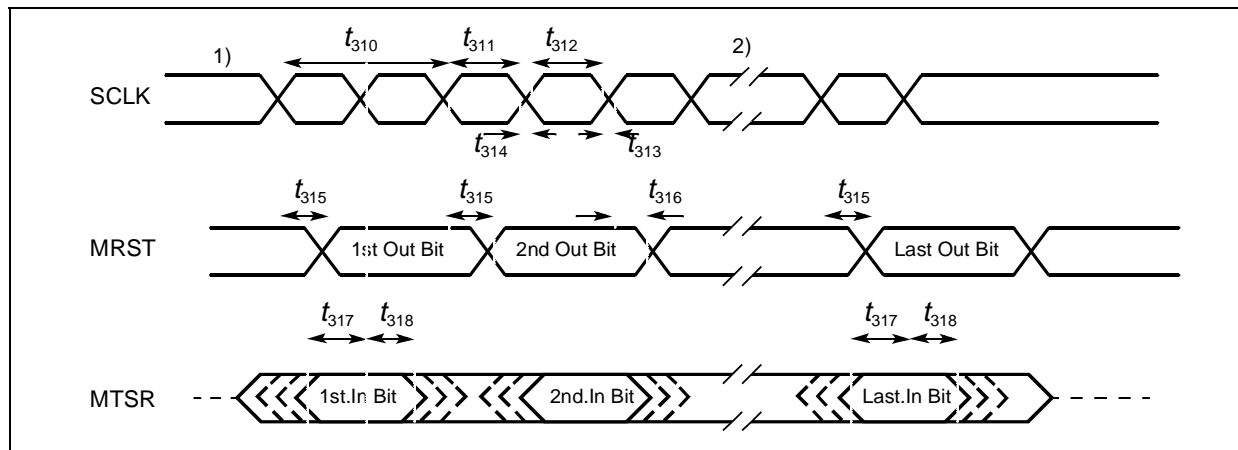 1) t310 t311 t312 2)
SCLK
t314 t313
t315 t315 t316 t315
MRST 1st Out Bit 2nd Out Bit Last Out Bit
t317 t318 t317 t318
MTSR 1st.In Bit 2nd.In Bit Last.In Bit